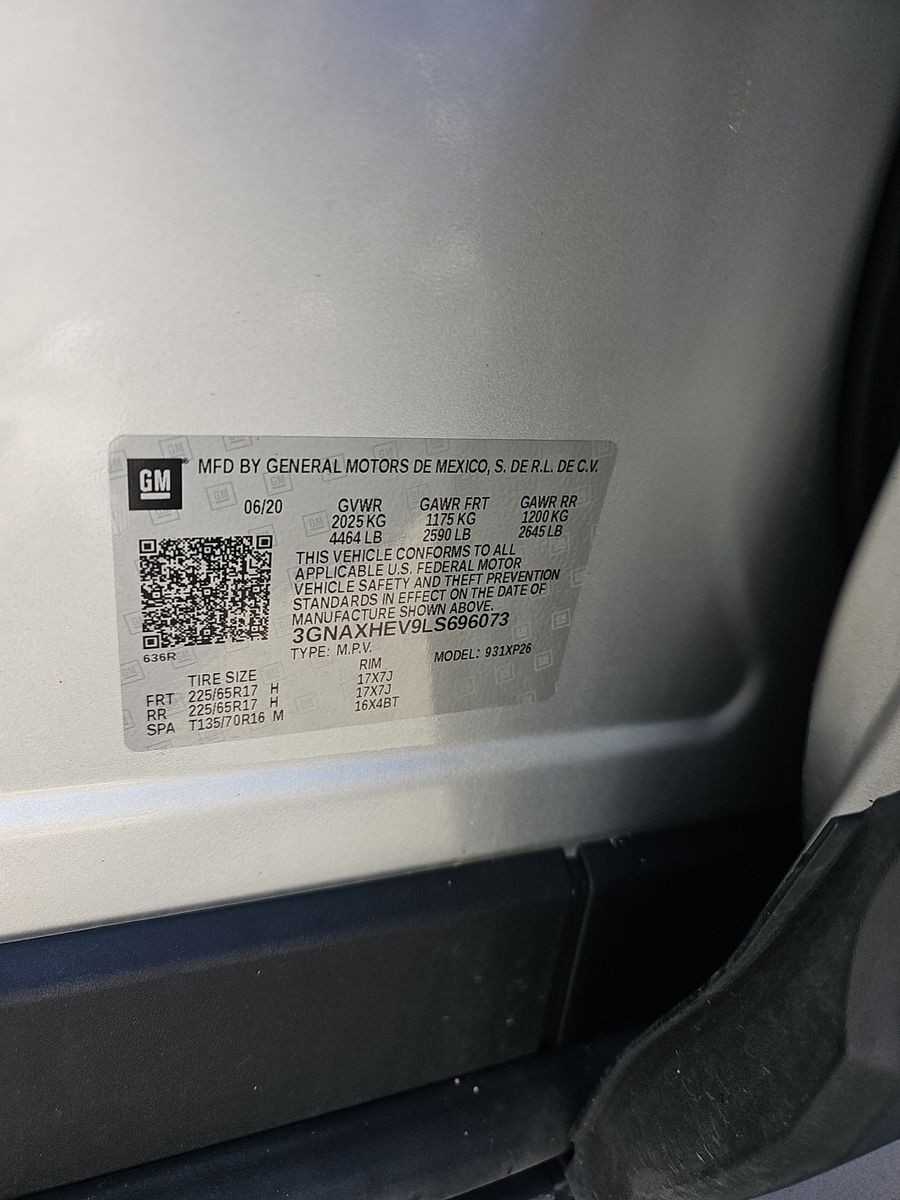 GM MFD BY GENERAL MOTORS DE MEXICO, S. DE R.L. DE C.V.
06/20 GVWR GAWR FRT GAWR RR
2025 KG 1175 KG 1200 KG
4464 LB 2590 LB 2645 LB
THIS VEHICLE CONFORMS TO ALL
APPLICABLE U.S. FEDERAL MOTOR
VEHICLE SAFETY AND THEFT PREVENTION
STANDARDS IN EFFECT ON THE DATE OF
MANUFACTURE SHOWN ABOVE.
3GNAXHEV9LS696073
636R TYPE: M.P.V. MODEL: 931XP26
TIRE SIZE RIM
FRT 225/65R17 H 17X7J
RR 225/65R17 H 17X7J
SPA T135/70R16 M 16X4BT